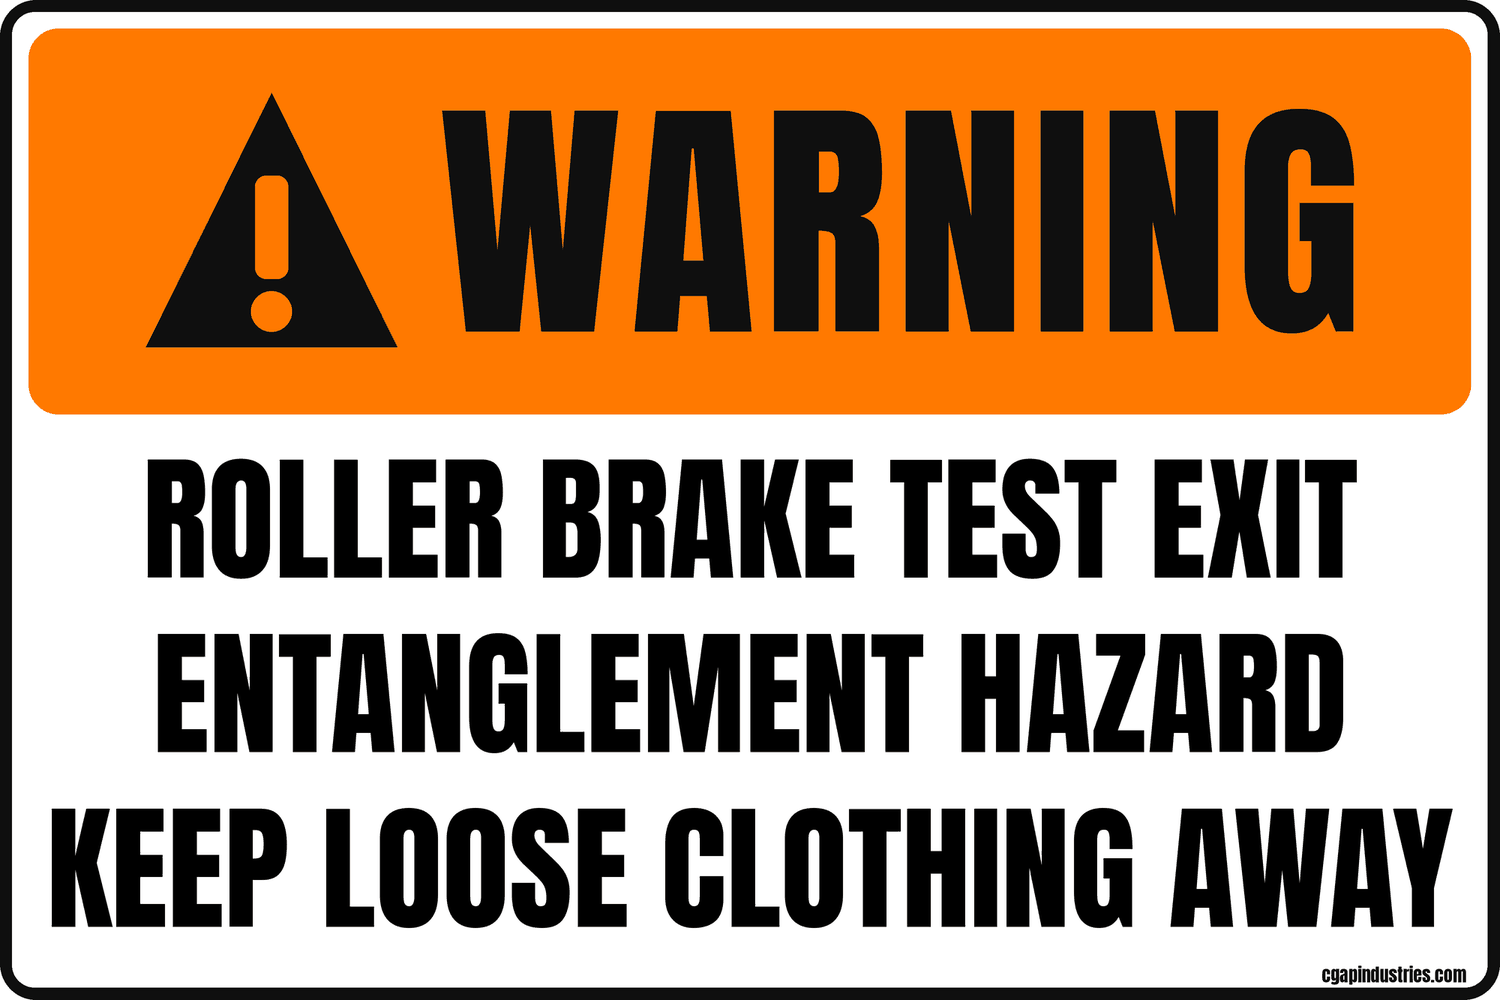 WARNING
ROLLER BRAKE TEST EXIT
ENTANGLEMENT HAZARD
KEEP LOOSE CLOTHING AWAY
cgapindustries.com